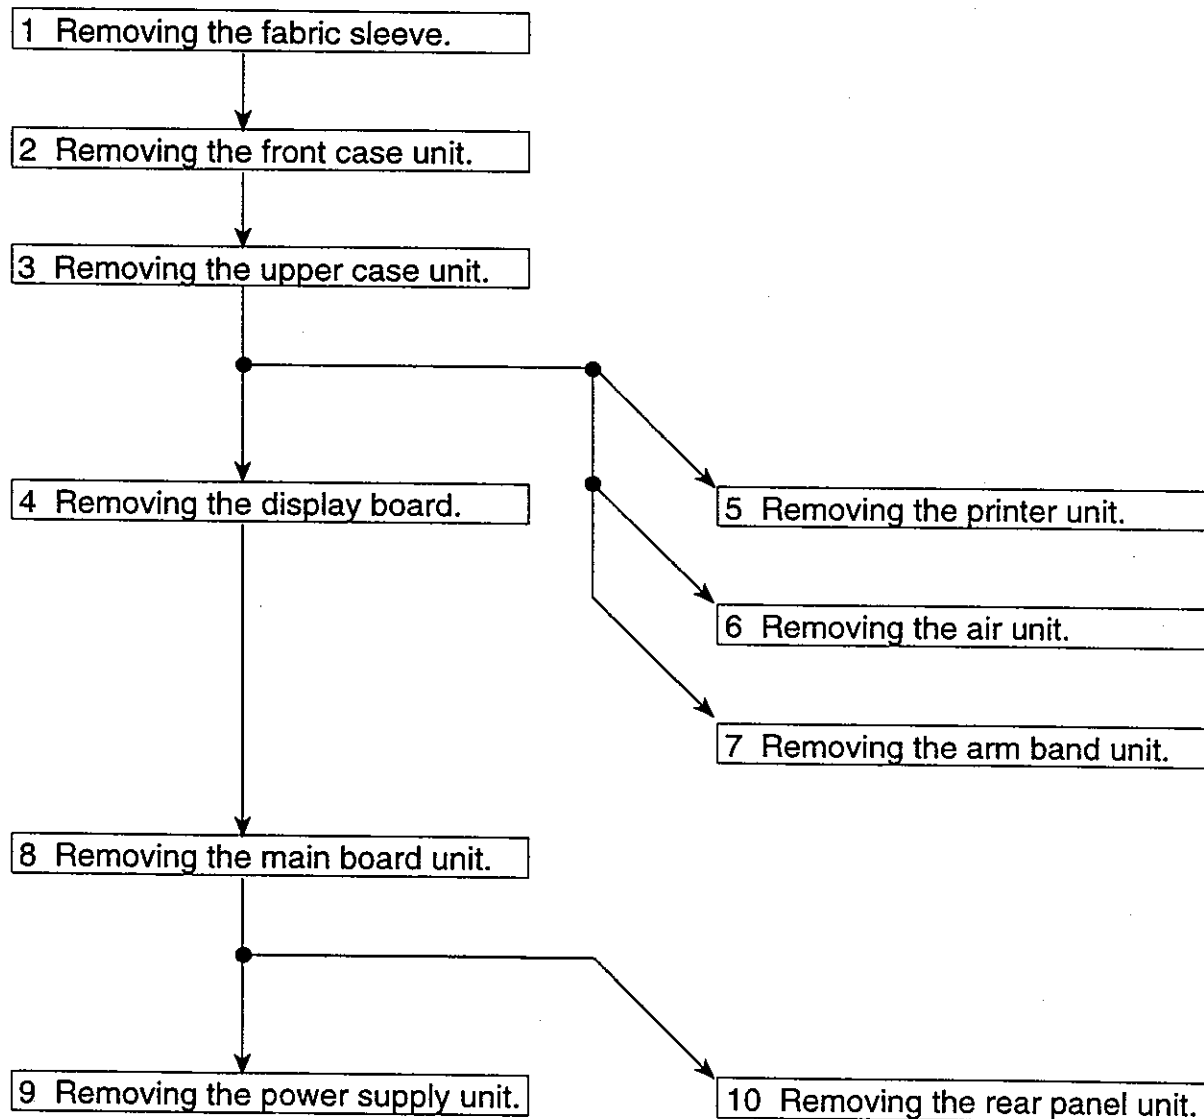 1 Removing the fabric sleeve.
2 Removing the front case unit.
3 Removing the upper case unit.
4 Removing the display board.
5 Removing the printer unit.
6 Removing the air unit.
7 Removing the arm band unit.
8 Removing the main board unit.
9 Removing the power supply unit.
10 Removing the rear panel unit.